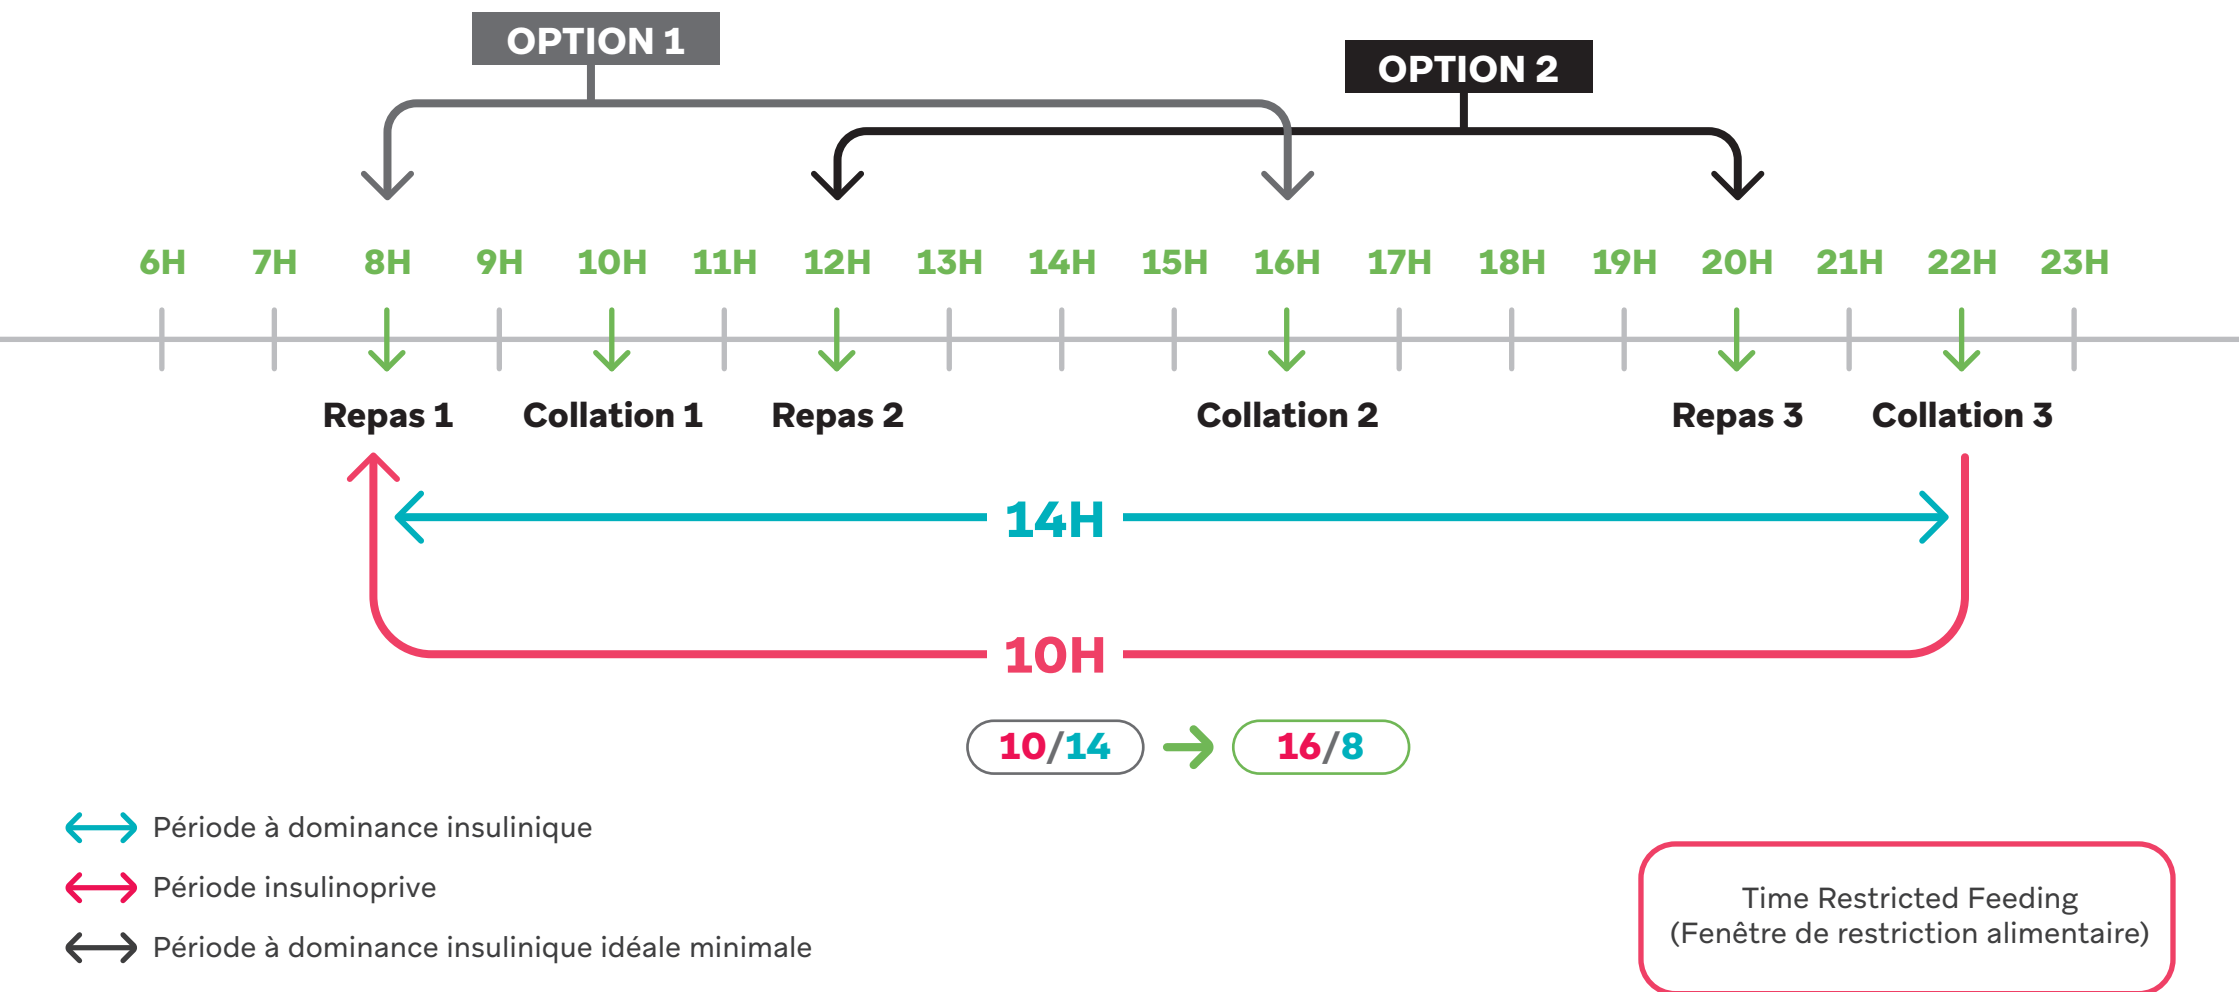 OPTION 1
OPTION 2
6H 7H 8H 9H 10H 11H 12H 13H 14H 15H 16H 17H 18H 19H 20H 21H 22H 23H
Repas 1 Collation 1 Repas 2 Collation 2 Repas 3 Collation 3
14H
10H
10/14 16/8
Période à dominance insulinique
Période insulinoprive
Période à dominance insulinique idéale minimale
Time Restricted Feeding
(Fenêtre de restriction alimentaire)